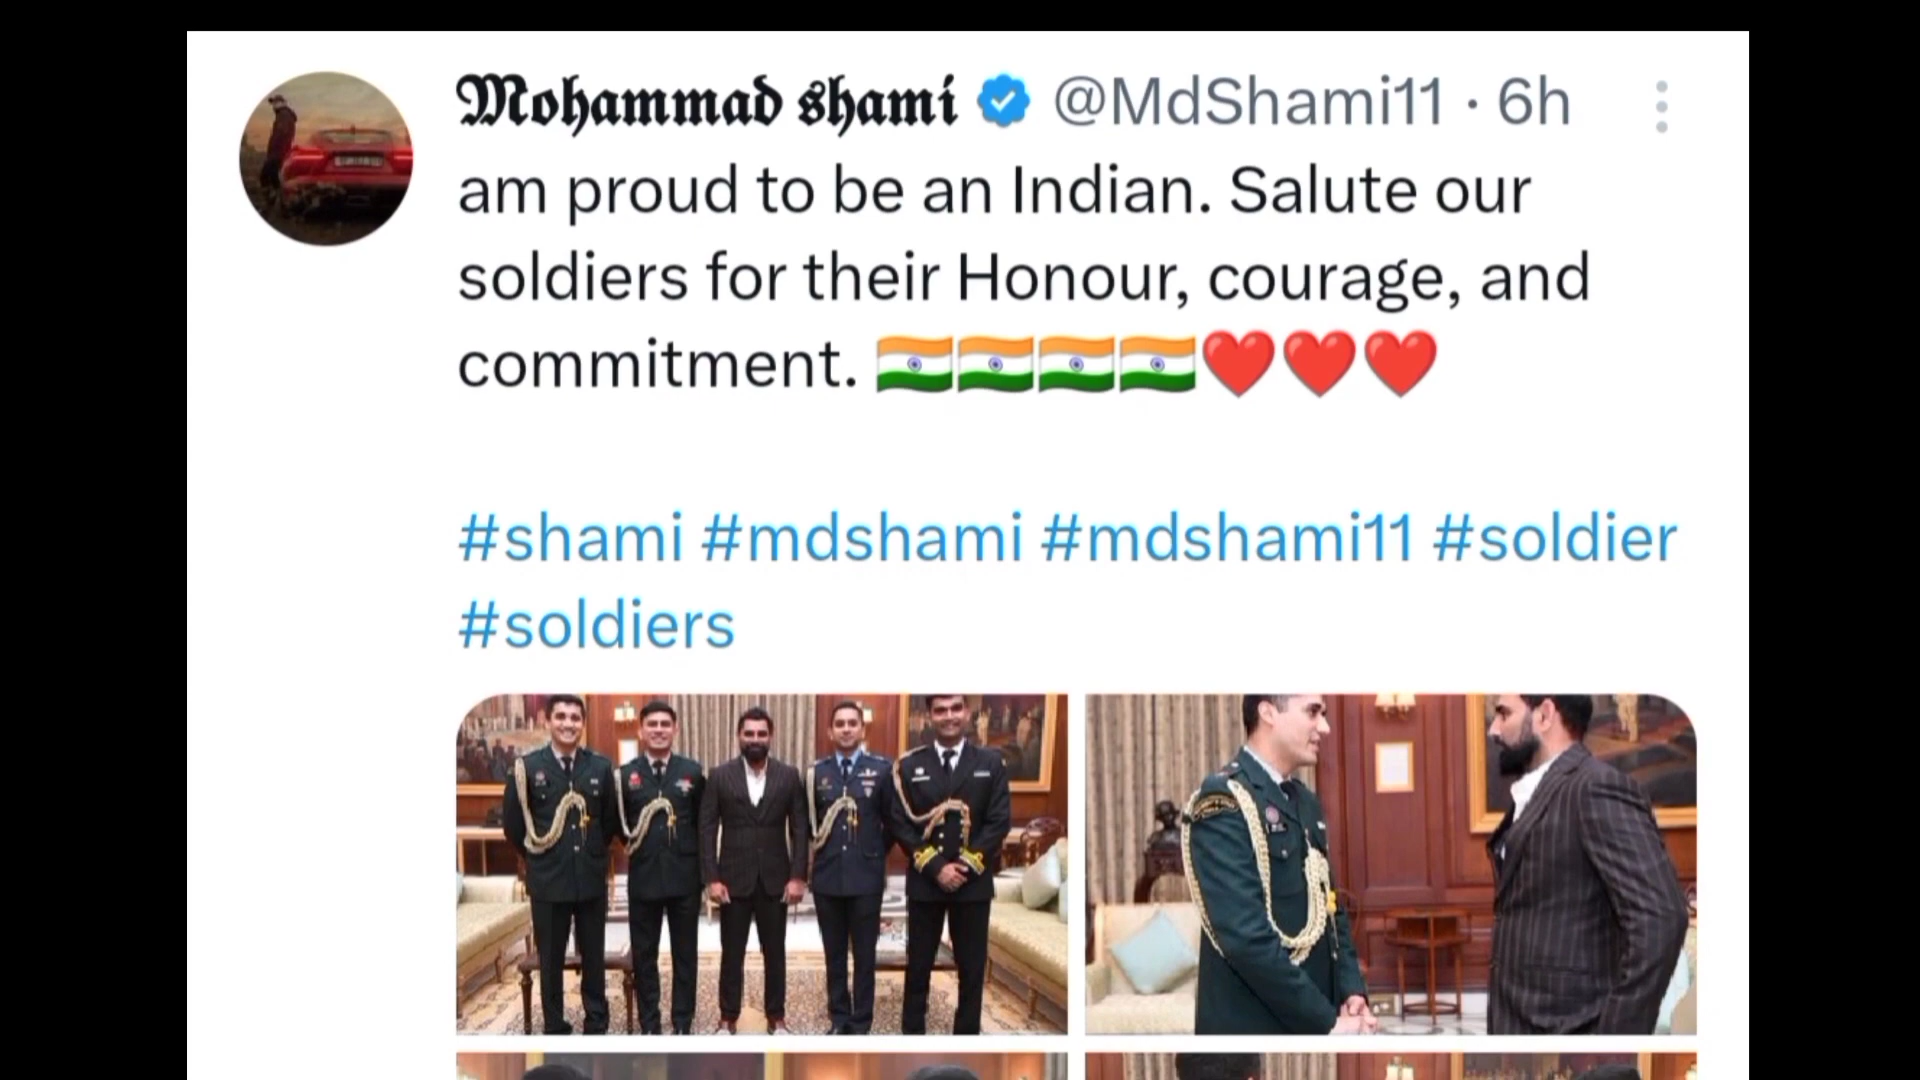 Mohammad shami @MdShami11 · 6h
am proud to be an Indian. Salute our
soldiers for their Honour, courage, and
commitment. 🇮🇳🇮🇳🇮🇳🇮🇳❤️❤️❤️
#shami #mdshami #mdshami11 #soldier
#soldiers